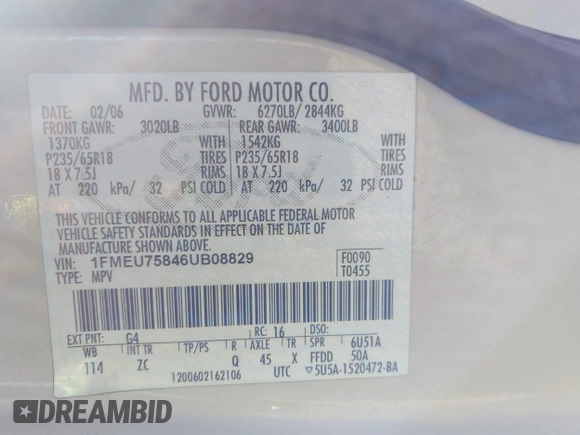 MFD. BY FORD MOTOR CO.
DATE: 02/06 GVWR: 6270LB/ 2844KG
FRONT GAWR: 3020LB REAR GAWR: 3400LB
1370KG WITH 1542KG WITH
P235/65R18 TIRES P235/65R18 TIRES
18 X 7.5J RIMS 18 X 7.5J RIMS
AT 220 kPa/ 32 PSI COLD AT 220 kPa/ 32 PSI COLD
THIS VEHICLE CONFORMS TO ALL APPLICABLE FEDERAL MOTOR
VEHICLE SAFETY STANDARDS IN EFFECT ON THE DATE OF
MANUFACTURE SHOWN ABOVE.
VIN: 1FMEU75846UB08829 F0090
TYPE: MPV T0455
EXT PNT: G4 RC: 16 DSO:
WB INT TR TP/PS R AXLE TR SPR 6U51A
114 ZC Q 45 X FFDD 50A
1200602162106 UTC ▽5U5A-1520472-BA
DREAMBID